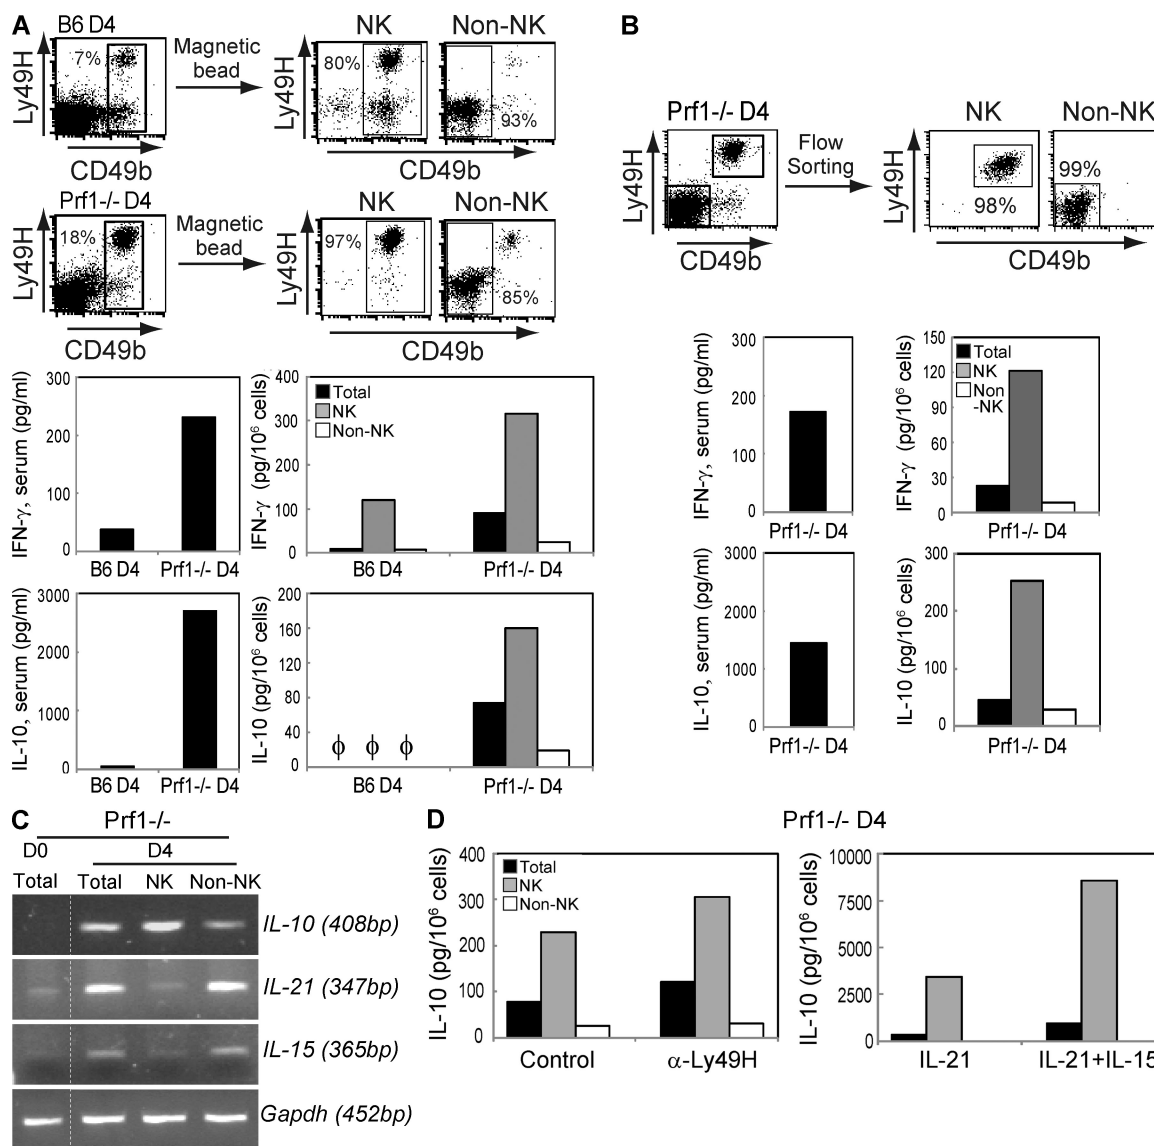 A
B6 D4
Ly49H
7%
CD49b
Magnetic
bead
NK
Non-NK
Ly49H
80%
93%
CD49b
Prf1-/- D4
Ly49H
18%
CD49b
Magnetic
bead
NK
Non-NK
Ly49H
97%
85%
CD49b
IFN-γ, serum (pg/ml)
300
200
100
0
B6 D4
Prf1-/- D4
IFN-γ (pg/10⁶ cells)
400
300
200
100
0
Total
NK
Non-NK
B6 D4
Prf1-/- D4
IL-10, serum (pg/ml)
2000
1000
0
B6 D4
Prf1-/- D4
IL-10 (pg/10⁶ cells)
200
160
120
80
40
0
ϕ ϕ ϕ
B6 D4
Prf1-/- D4
B
Prf1-/- D4
Ly49H
CD49b
Flow
Sorting
NK
Non-NK
Ly49H
98%
99%
CD49b
IFN-γ, serum (pg/ml)
300
200
100
0
Prf1-/- D4
IFN-γ (pg/10⁶ cells)
150
120
90
60
30
0
Total
NK
Non
-NK
Prf1-/- D4
IL-10, serum (pg/ml)
3000
2000
1000
0
Prf1-/- D4
IL-10 (pg/10⁶ cells)
300
200
100
0
Prf1-/- D4
C
Prf1-/-
D0
D4
Total
Total
NK
Non-NK
IL-10 (408bp)
IL-21 (347bp)
IL-15 (365bp)
Gapdh (452bp)
D
Prf1-/- D4
IL-10 (pg/10⁶ cells)
400
300
200
100
0
Total
NK
Non-NK
Control
α-Ly49H
IL-10 (pg/10⁶ cells)
10000
7500
5000
2500
0
IL-21
IL-21+IL-15